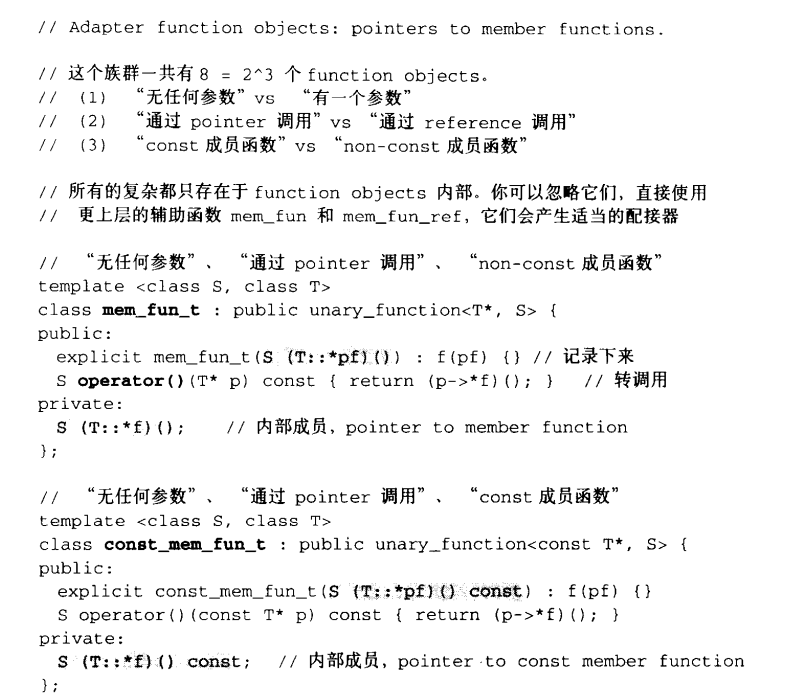 // Adapter function objects: pointers to member functions.
// 这个族群一共有 8 = 2^3 个 function objects。
// (1) “无任何参数” vs “有一个参数”
// (2) “通过 pointer 调用” vs “通过 reference 调用”
// (3) “const 成员函数” vs “non-const 成员函数”
// 所有的复杂都只存在于 function objects 内部。你可以忽略它们, 直接使用
// 更上层的辅助函数 mem_fun 和 mem_fun_ref, 它们会产生适当的配接器
// “无任何参数”、 “通过 pointer 调用”、 “non-const 成员函数”
template <class S, class T>
class mem_fun_t : public unary_function<T*, S> {
public:
  explicit mem_fun_t(S (T::*pf)()) : f(pf) {} // 记录下来
  S operator()(T* p) const { return (p->*f)(); } // 转调用
private:
  S (T::*f)(); // 内部成员, pointer to member function
};
// “无任何参数”、 “通过 pointer 调用”、 “const 成员函数”
template <class S, class T>
class const_mem_fun_t : public unary_function<const T*, S> {
public:
  explicit const_mem_fun_t(S (T::*pf)() const) : f(pf) {}
  S operator()(const T* p) const { return (p->*f)(); }
private:
  S (T::*f)() const; // 内部成员, pointer to const member function
};